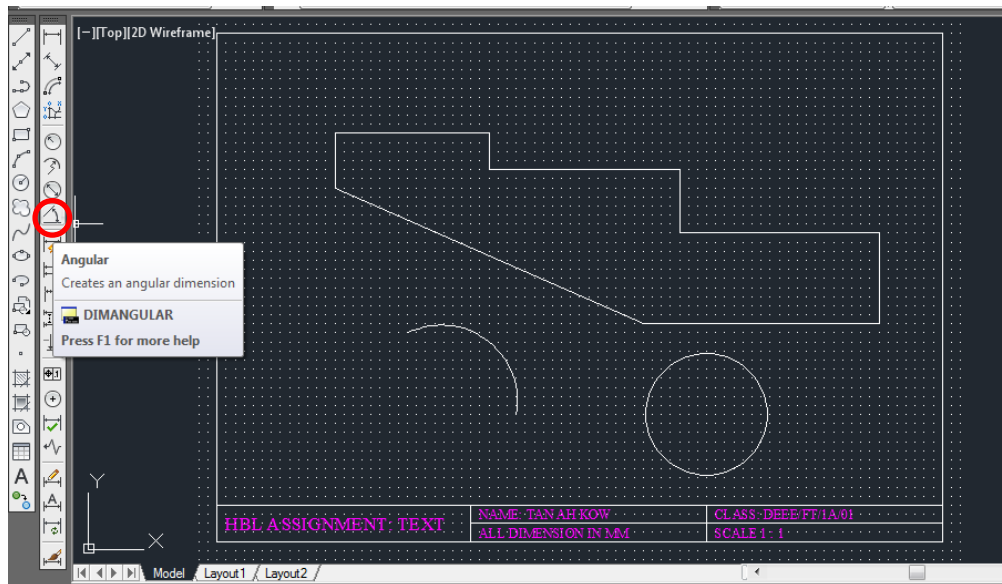 [−][Top][2D Wireframe]
Angular
Creates an angular dimension
DIMANGULAR
Press F1 for more help
HBL ASSIGNMENT TEXT
NAME: TAN AH KOW
CLASS: DEEE/FT/1A/01
ALL DIMENSION IN MM
SCALE 1 : 1
Y
X
A
A
Model
Layout1
Layout2